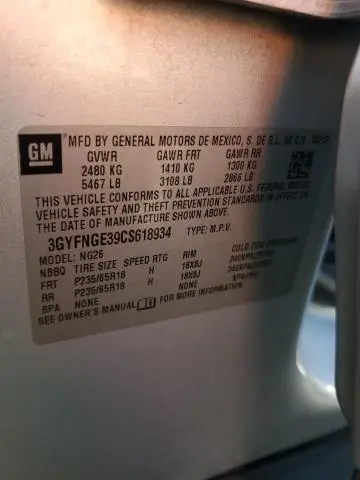 GM
MFD BY GENERAL MOTORS DE MEXICO, S. DE R.L. DE C.V.
GVWR GAWR FRT GAWR RR
2480 KG 1410 KG 1300 KG
5467 LB 3108 LB 2866 LB
THIS VEHICLE CONFORMS TO ALL APPLICABLE U.S. FEDERAL MOTOR
VEHICLE SAFETY AND THEFT PREVENTION STANDARDS IN EFFECT ON
THE DATE OF MANUFACTURE SHOWN ABOVE.
3GYFNGE39CS618934 TYPE: M.P.V.
MODEL: NG26
NBBQ TIRE SIZE SPEED RTG RIM COLD TIRE PRESSURE
FRT P235/65R18 H 18X8J
RR P235/65R18 H 18X8J
SPA NONE NONE NONE
SEE OWNER'S MANUAL FOR MORE INFORMATION.